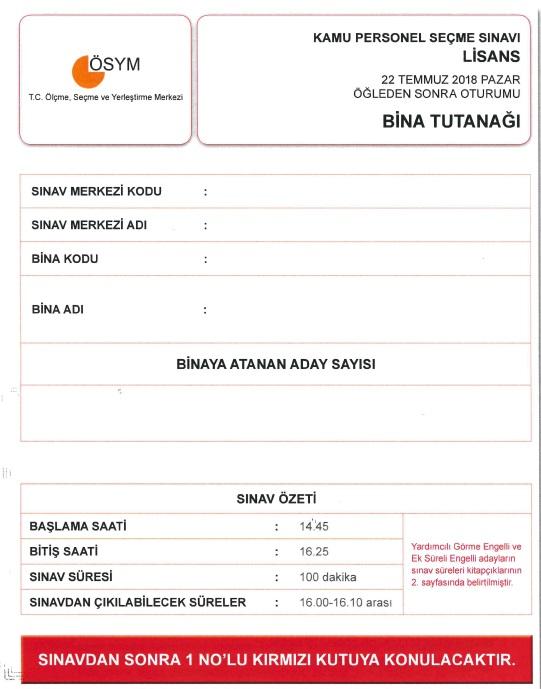 ÖSYM
T.C. Ölçme, Seçme ve Yerleştirme Merkezi
KAMU PERSONEL SEÇME SINAVI
LİSANS
22 TEMMUZ 2018 PAZAR
ÖĞLEDEN SONRA OTURUMU
BİNA TUTANAĞI
SINAV MERKEZİ KODU :
SINAV MERKEZİ ADI :
BİNA KODU :
BİNA ADI :
BİNAYA ATANAN ADAY SAYISI
SINAV ÖZETİ
BAŞLAMA SAATİ : 14.45
BİTİŞ SAATİ : 16.25
SINAV SÜRESİ : 100 dakika
SINAVDAN ÇIKILABİLECEK SÜRELER : 16.00-16.10 arası
Yardımcılı Görme Engelli ve
Ek Süreli Engelli adayların
sınav süreleri kitapçıklarının
2. sayfasında belirtilmiştir.
SINAVDAN SONRA 1 NO'LU KIRMIZI KUTUYA KONULACAKTIR.